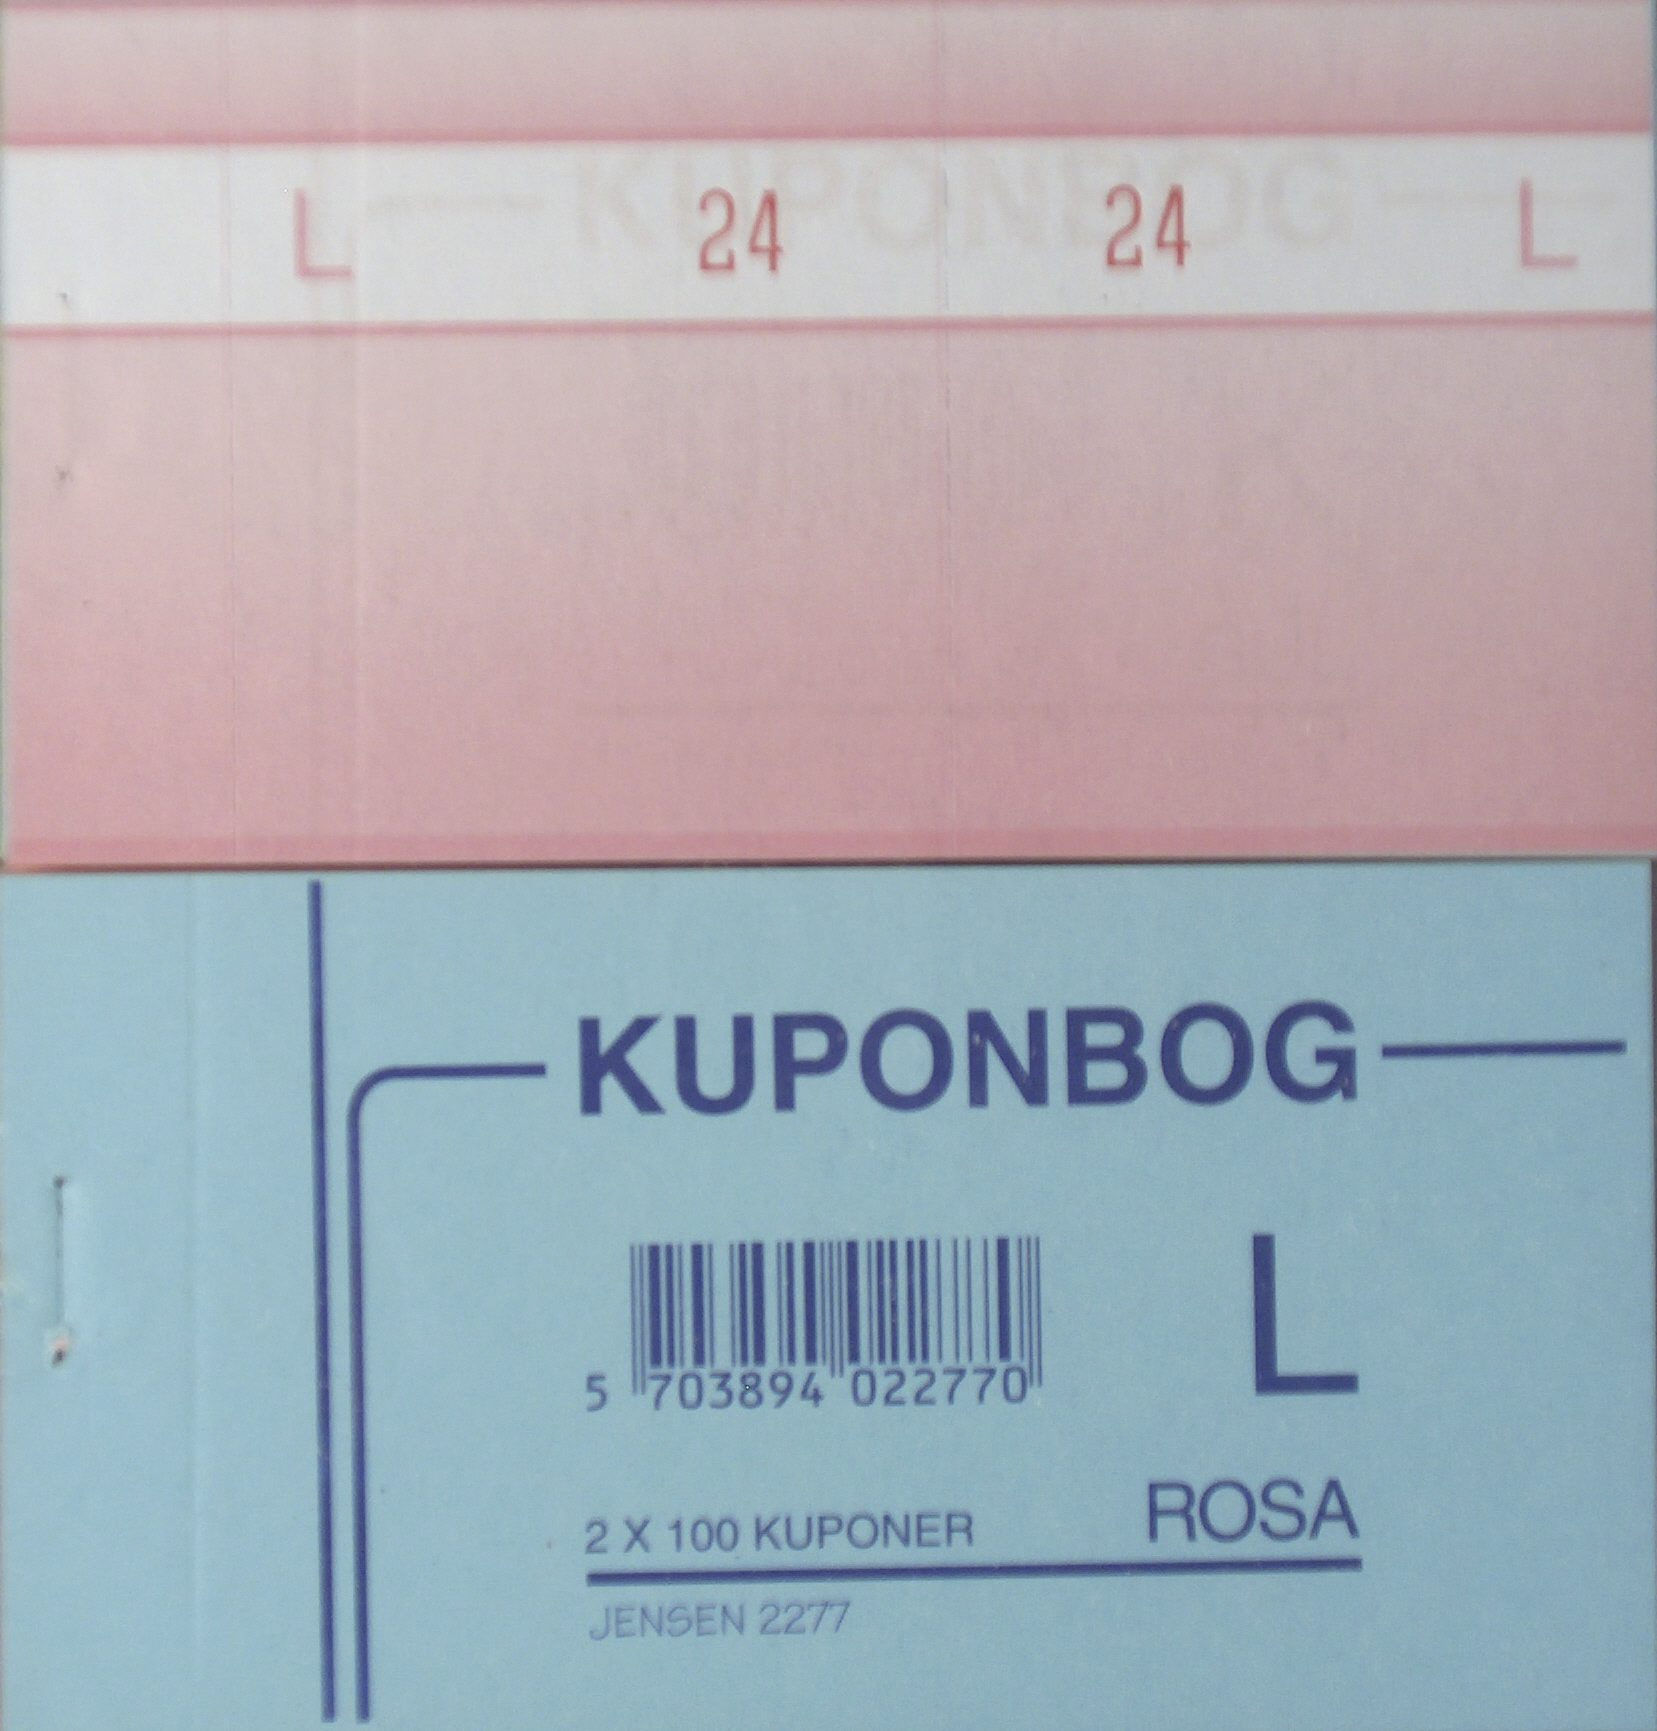 L 24 24 L
KUPONBOG
5 703894 022770
L
2 X 100 KUPONER
ROSA
JENSEN 2277